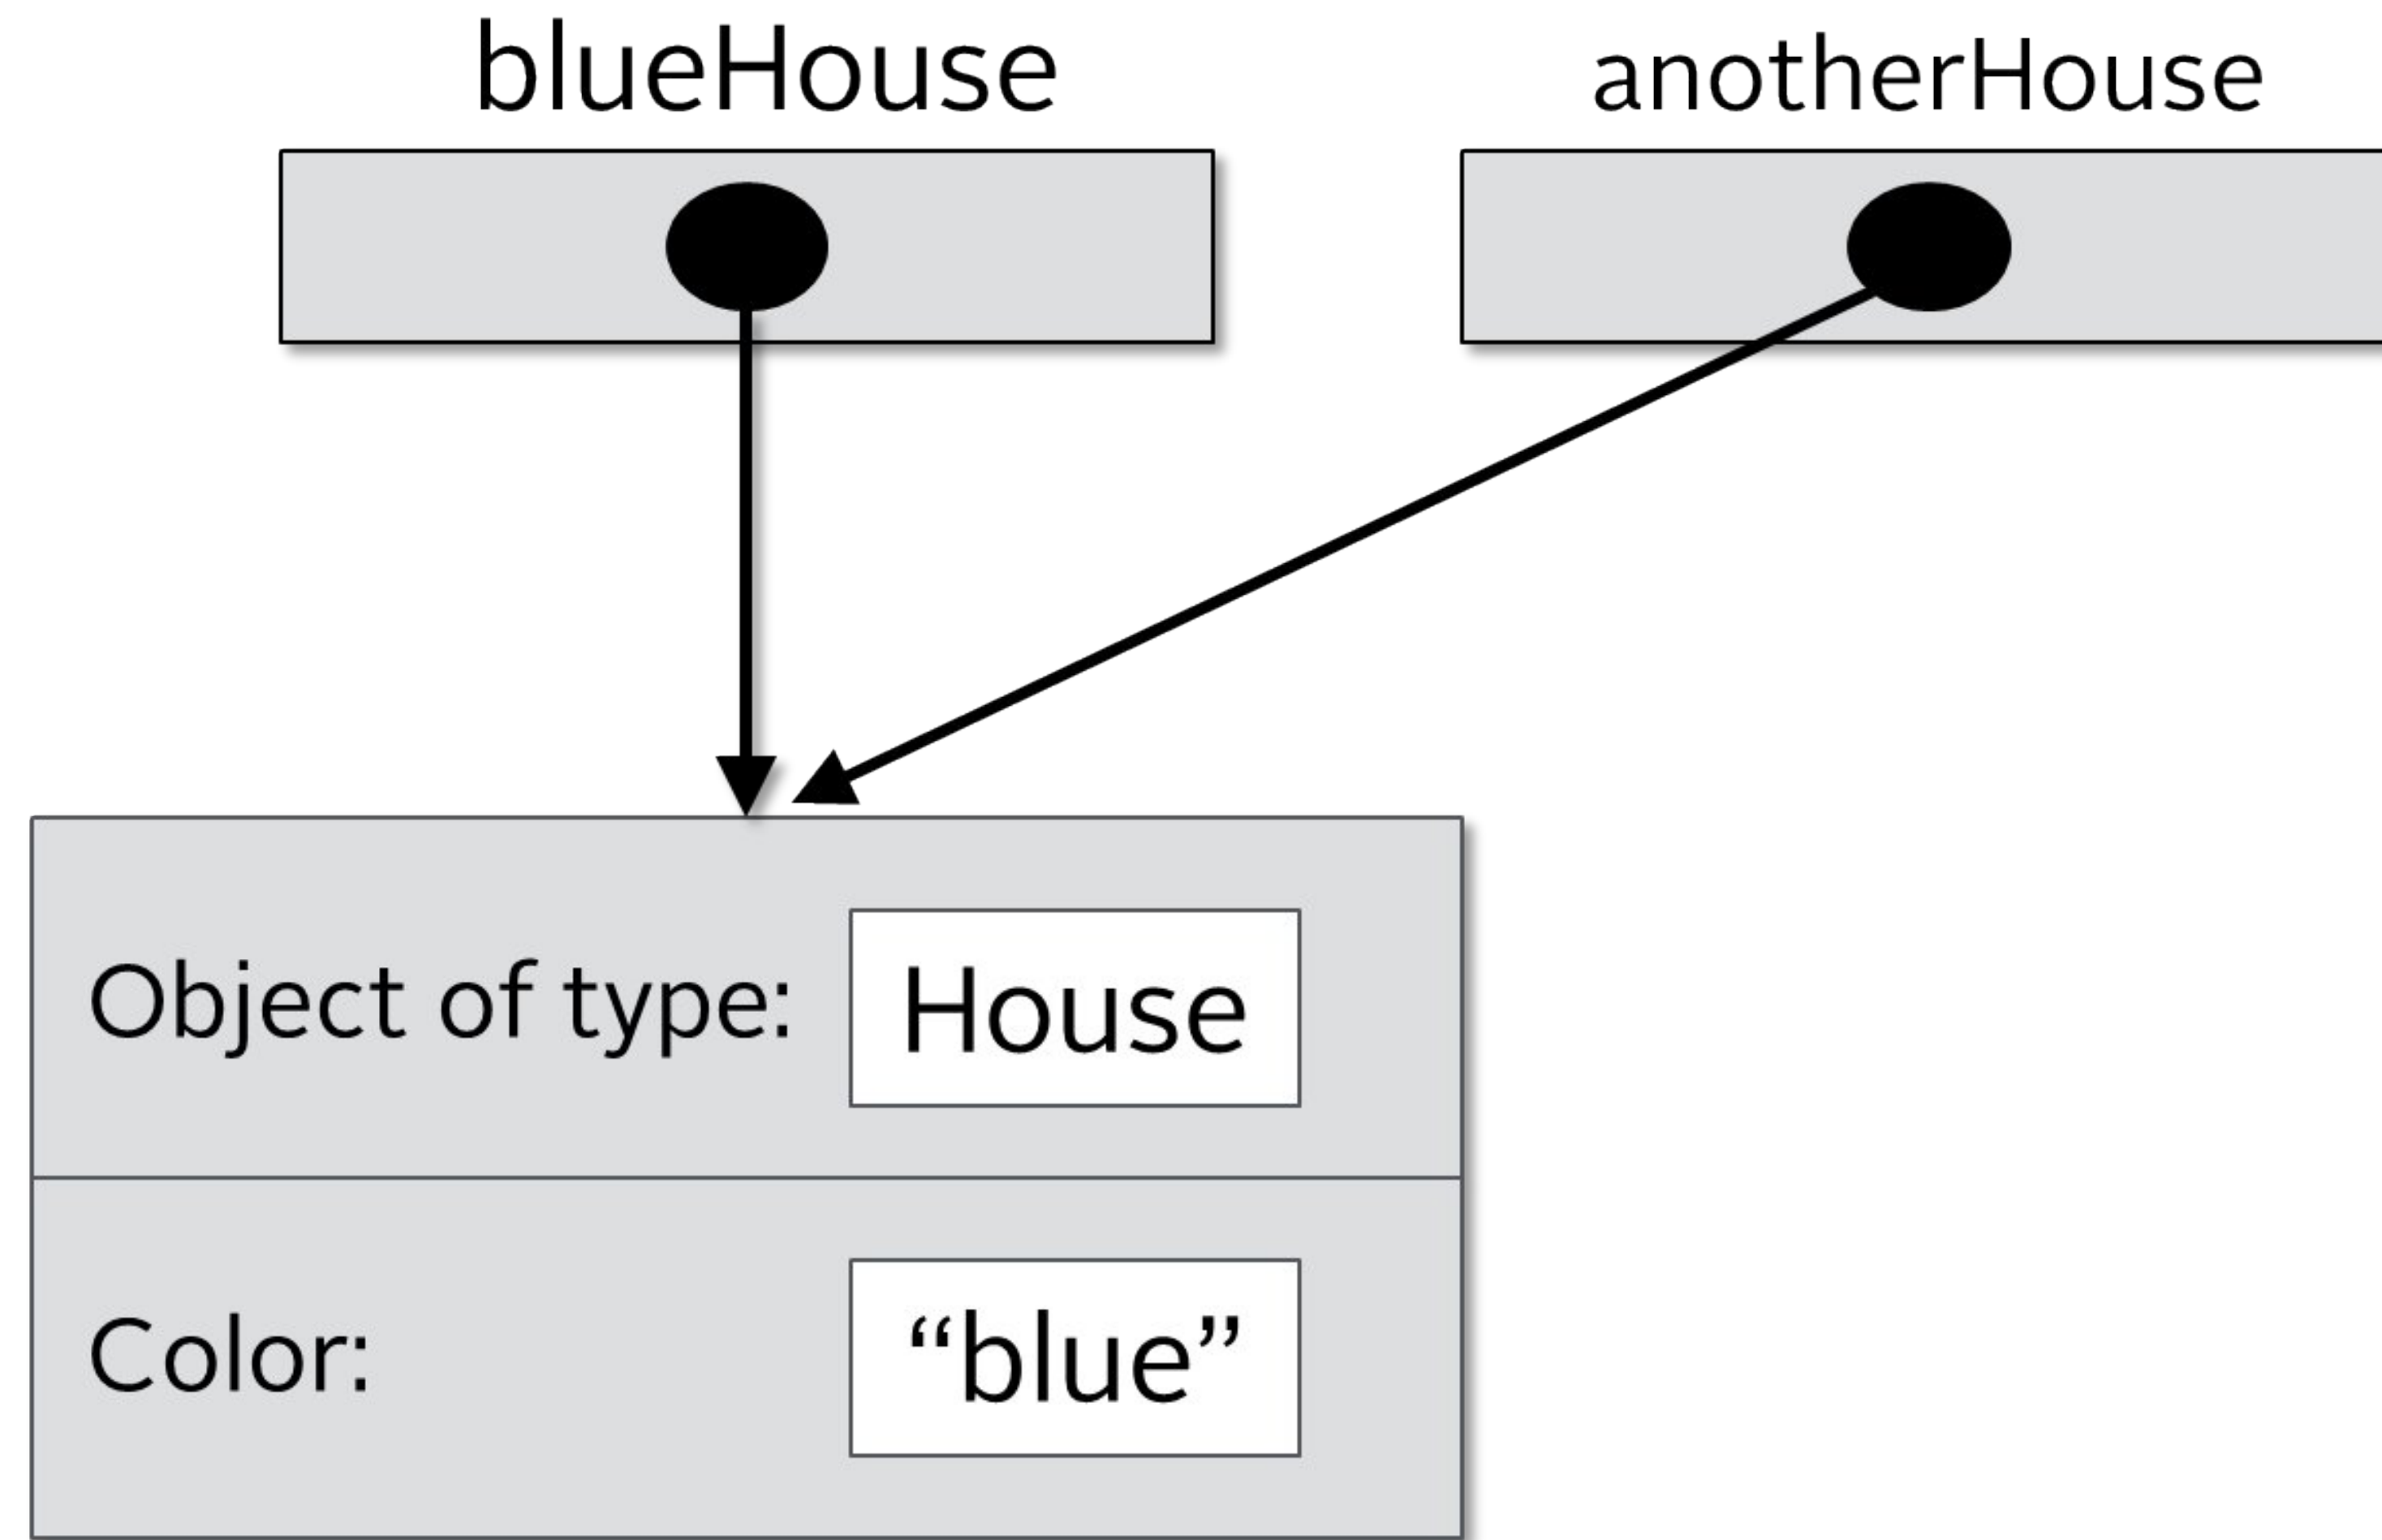 blueHouse
anotherHouse
Object of type:
House
Color:
“blue”